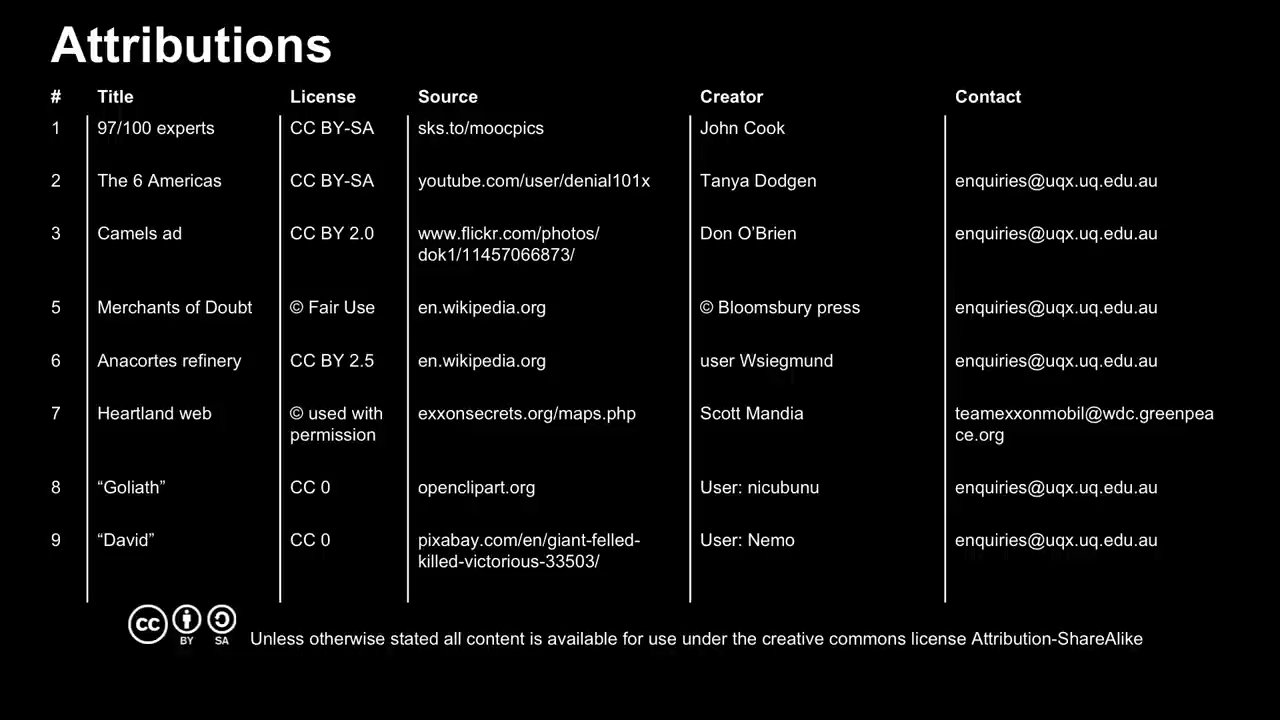 Attributions
# Title License Source Creator Contact
1 97/100 experts CC BY-SA sks.to/moocpics John Cook
2 The 6 Americas CC BY-SA youtube.com/user/denial101x Tanya Dodgen enquiries@uqx.uq.edu.au
3 Camels ad CC BY 2.0 www.flickr.com/photos/ Don O’Brien enquiries@uqx.uq.edu.au
dok1/11457066873/
5 Merchants of Doubt © Fair Use en.wikipedia.org © Bloomsbury press enquiries@uqx.uq.edu.au
6 Anacortes refinery CC BY 2.5 en.wikipedia.org user Wsiegmund enquiries@uqx.uq.edu.au
7 Heartland web © used with exxonsecrets.org/maps.php Scott Mandia teamexxonmobil@wdc.greenpea
permission ce.org
8 “Goliath” CC 0 openclipart.org User: nicubunu enquiries@uqx.uq.edu.au
9 “David” CC 0 pixabay.com/en/giant-felled- User: Nemo enquiries@uqx.uq.edu.au
killed-victorious-33503/
cc BY SA Unless otherwise stated all content is available for use under the creative commons license Attribution-ShareAlike